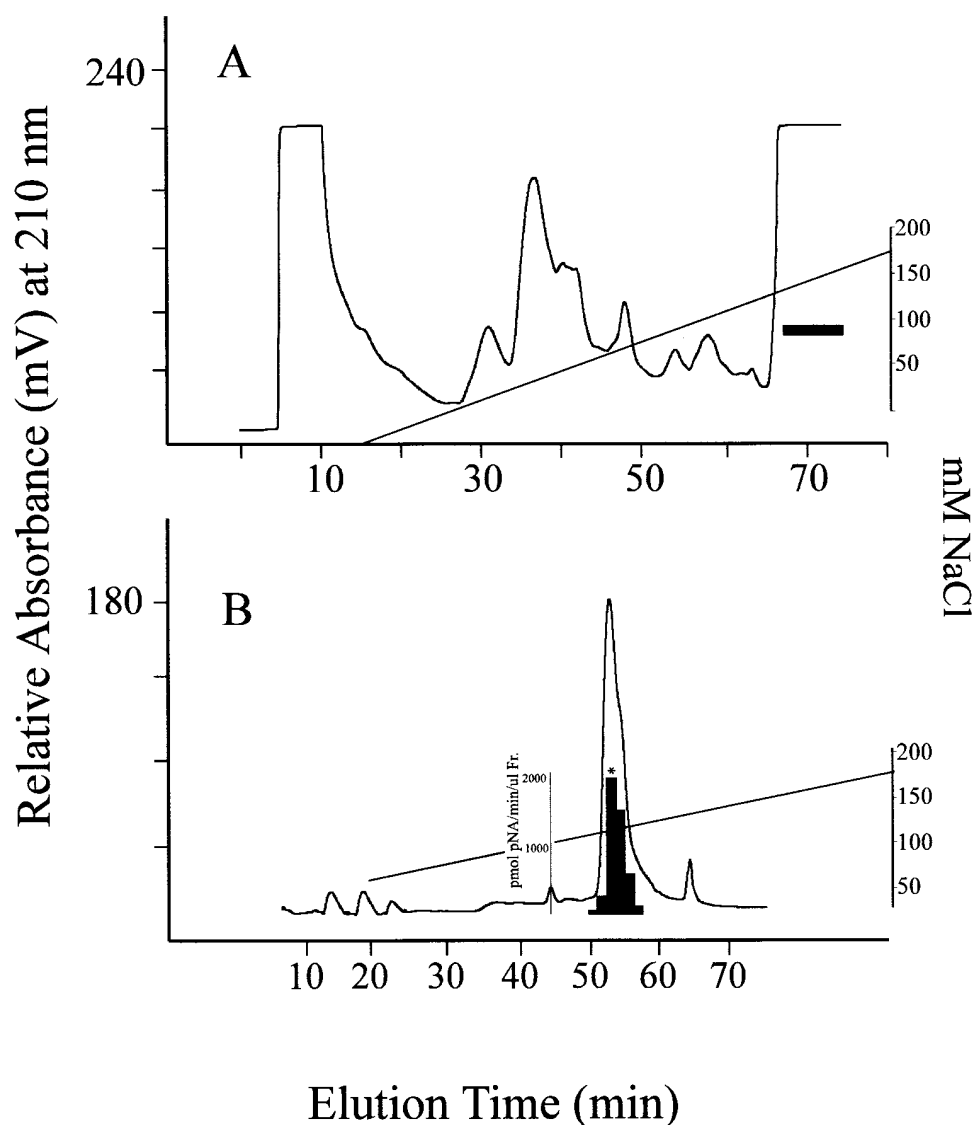 Relative Absorbance (mV) at 210 nm
A
240
200
150
100
50
10 30 50 70
mM NaCl
B
180
pmol pNA/min/ul Fr.
2000
1000
*
200
150
100
50
10 20 30 40 50 60 70
Elution Time (min)